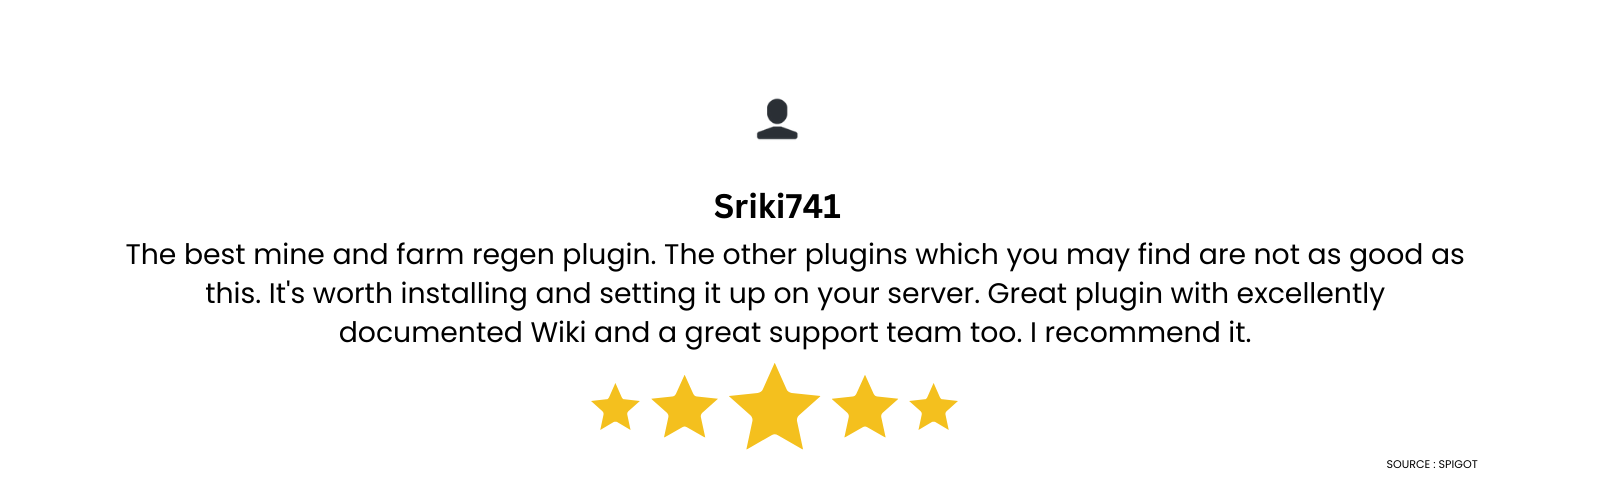 Sriki741
The best mine and farm regen plugin. The other plugins which you may find are not as good as
this. It's worth installing and setting it up on your server. Great plugin with excellently
documented Wiki and a great support team too. I recommend it.
SOURCE : SPIGOT